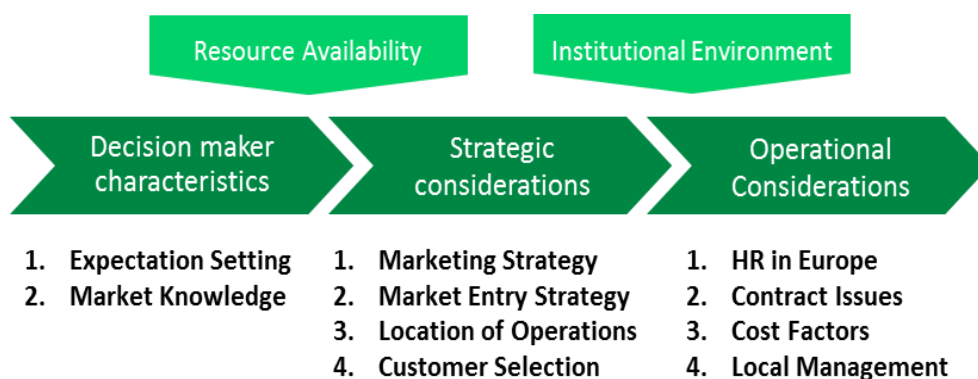 Resource Availability
Institutional Environment
Decision maker
characteristics
Strategic
considerations
Operational
Considerations
1. Expectation Setting
2. Market Knowledge
1. Marketing Strategy
2. Market Entry Strategy
3. Location of Operations
4. Customer Selection
1. HR in Europe
2. Contract Issues
3. Cost Factors
4. Local Management